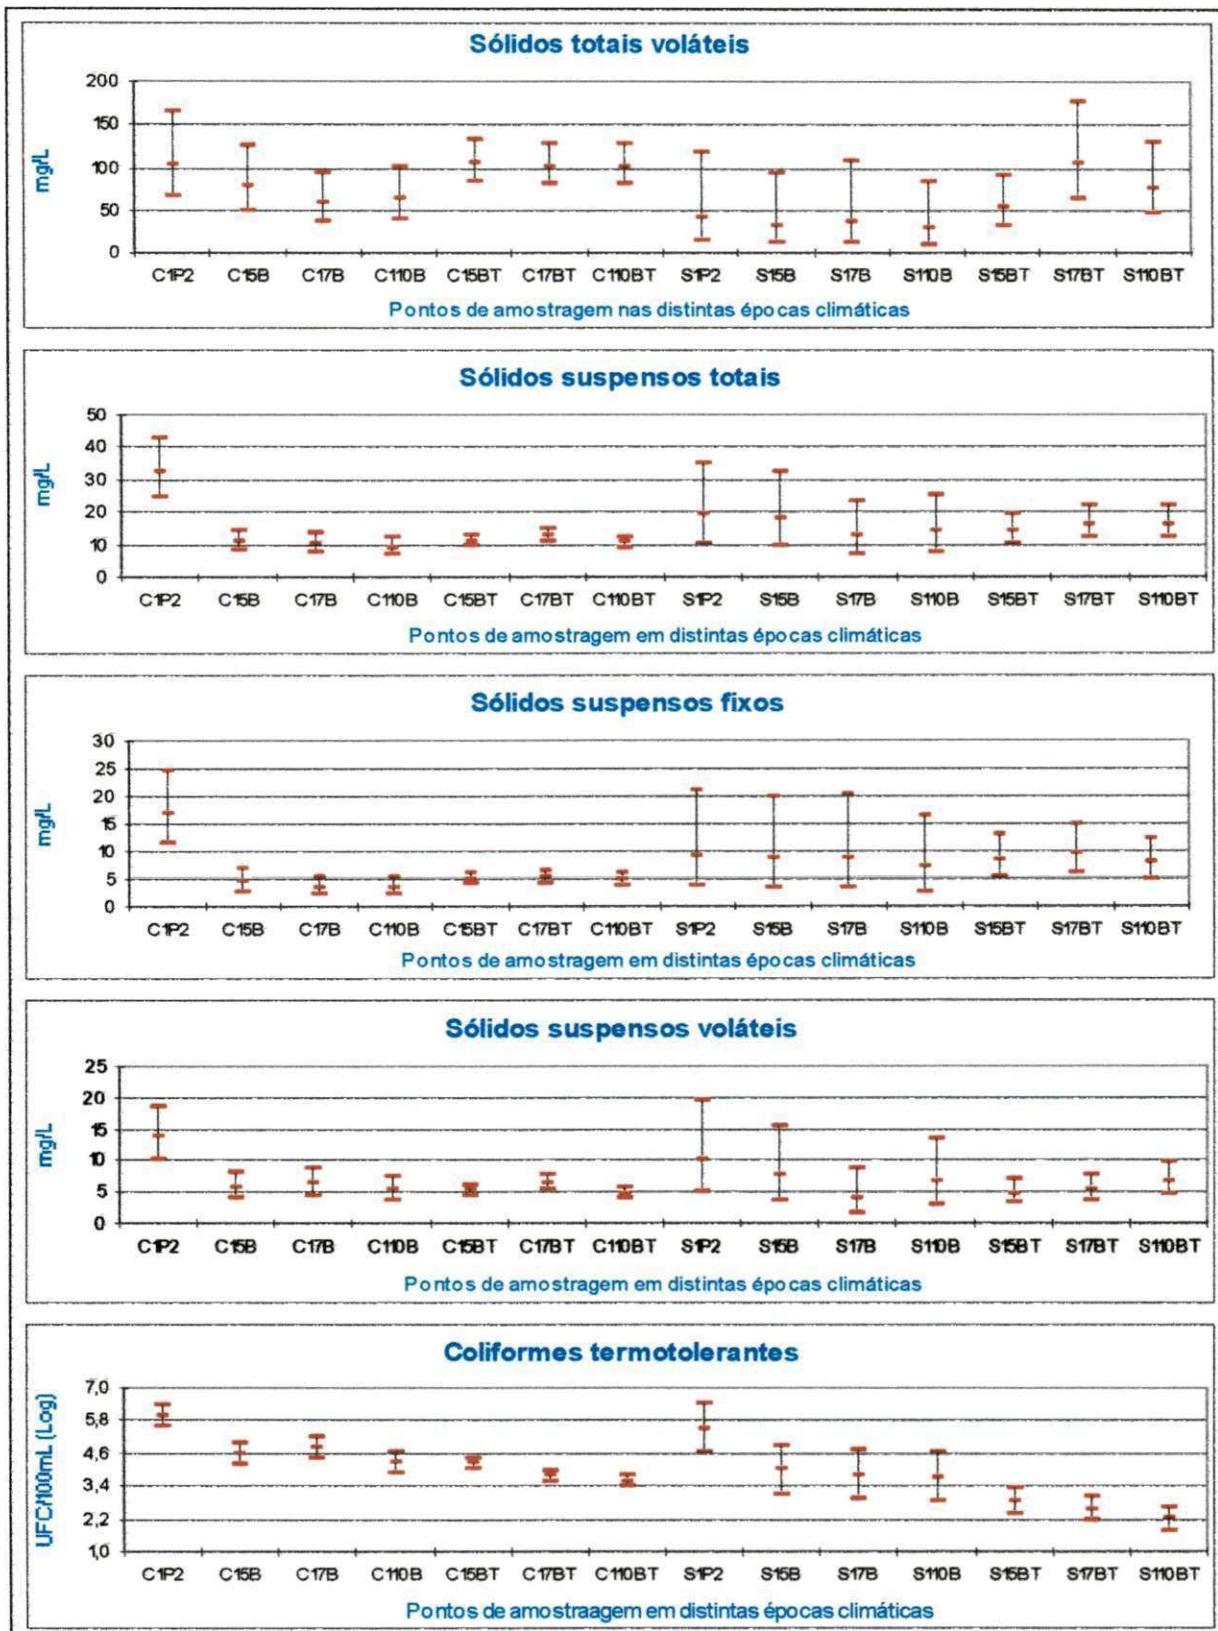 Sólidos totais voláteis
200
150
100
50
0
mg/L
C1P2 C15B C17B C110B C15BT C17BT C110BT S1P2 S15B S17B S110B S15BT S17BT S110BT
Pontos de amostragem nas distintas épocas climáticas
Sólidos suspensos totais
50
40
30
20
10
0
mg/L
C1P2 C15B C17B C110B C15BT C17BT C110BT S1P2 S15B S17B S110B S15BT S17BT S110BT
Pontos de amostragem em distintas épocas climáticas
Sólidos suspensos fixos
30
25
20
15
10
5
0
mg/L
C1P2 C15B C17B C110B C15BT C17BT C110BT S1P2 S15B S17B S110B S15BT S17BT S110BT
Pontos de amostragem em distintas épocas climáticas
Sólidos suspensos voláteis
25
20
15
10
5
0
mg/L
C1P2 C15B C17B C110B C15BT C17BT C110BT S1P2 S15B S17B S110B S15BT S17BT S110BT
Pontos de amostragem em distintas épocas climáticas
Coliformes termotolerantes
7,0
5,8
4,6
3,4
2,2
1,0
UFC/100mL (Log)
C1P2 C15B C17B C110B C15BT C17BT C110BT S1P2 S15B S17B S110B S15BT S17BT S110BT
Pontos de amostraagem em distintas épocas climáticas